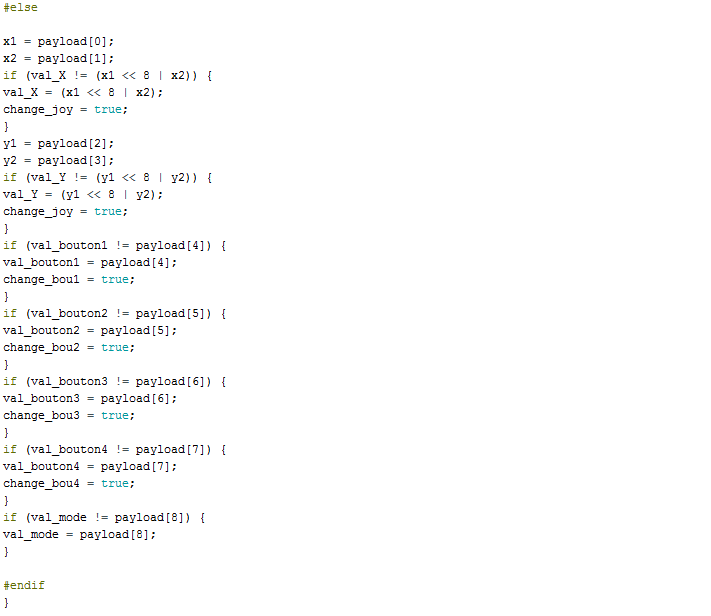 #else
x1 = payload[0];
x2 = payload[1];
if (val_X != (x1 << 8 | x2)) {
val_X = (x1 << 8 | x2);
change_joy = true;
}
y1 = payload[2];
y2 = payload[3];
if (val_Y != (y1 << 8 | y2)) {
val_Y = (y1 << 8 | y2);
change_joy = true;
}
if (val_bouton1 != payload[4]) {
val_bouton1 = payload[4];
change_bou1 = true;
}
if (val_bouton2 != payload[5]) {
val_bouton2 = payload[5];
change_bou2 = true;
}
if (val_bouton3 != payload[6]) {
val_bouton3 = payload[6];
change_bou3 = true;
}
if (val_bouton4 != payload[7]) {
val_bouton4 = payload[7];
change_bou4 = true;
}
if (val_mode != payload[8]) {
val_mode = payload[8];
}
#endif
}